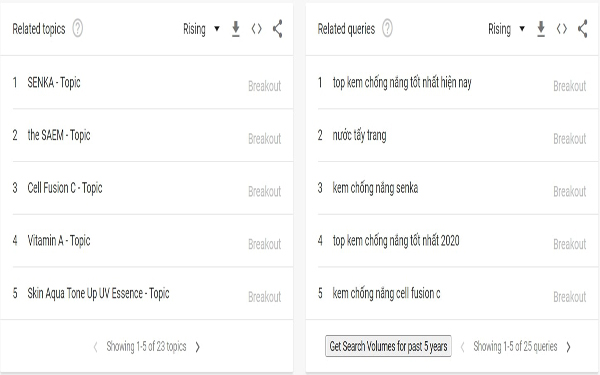 Related topics
Rising
1 SENKA - Topic
Breakout
2 the SAEM - Topic
Breakout
3 Cell Fusion C - Topic
Breakout
4 Vitamin A - Topic
Breakout
5 Skin Aqua Tone Up UV Essence - Topic
Breakout
Showing 1-5 of 23 topics
Related queries
Rising
1 top kem chống nắng tốt nhất hiện nay
Breakout
2 nước tẩy trang
Breakout
3 kem chống nắng senka
Breakout
4 top kem chống nắng tốt nhất 2020
Breakout
5 kem chống nắng cell fusion c
Breakout
Get Search Volumes for past 5 years
Showing 1-5 of 25 queries